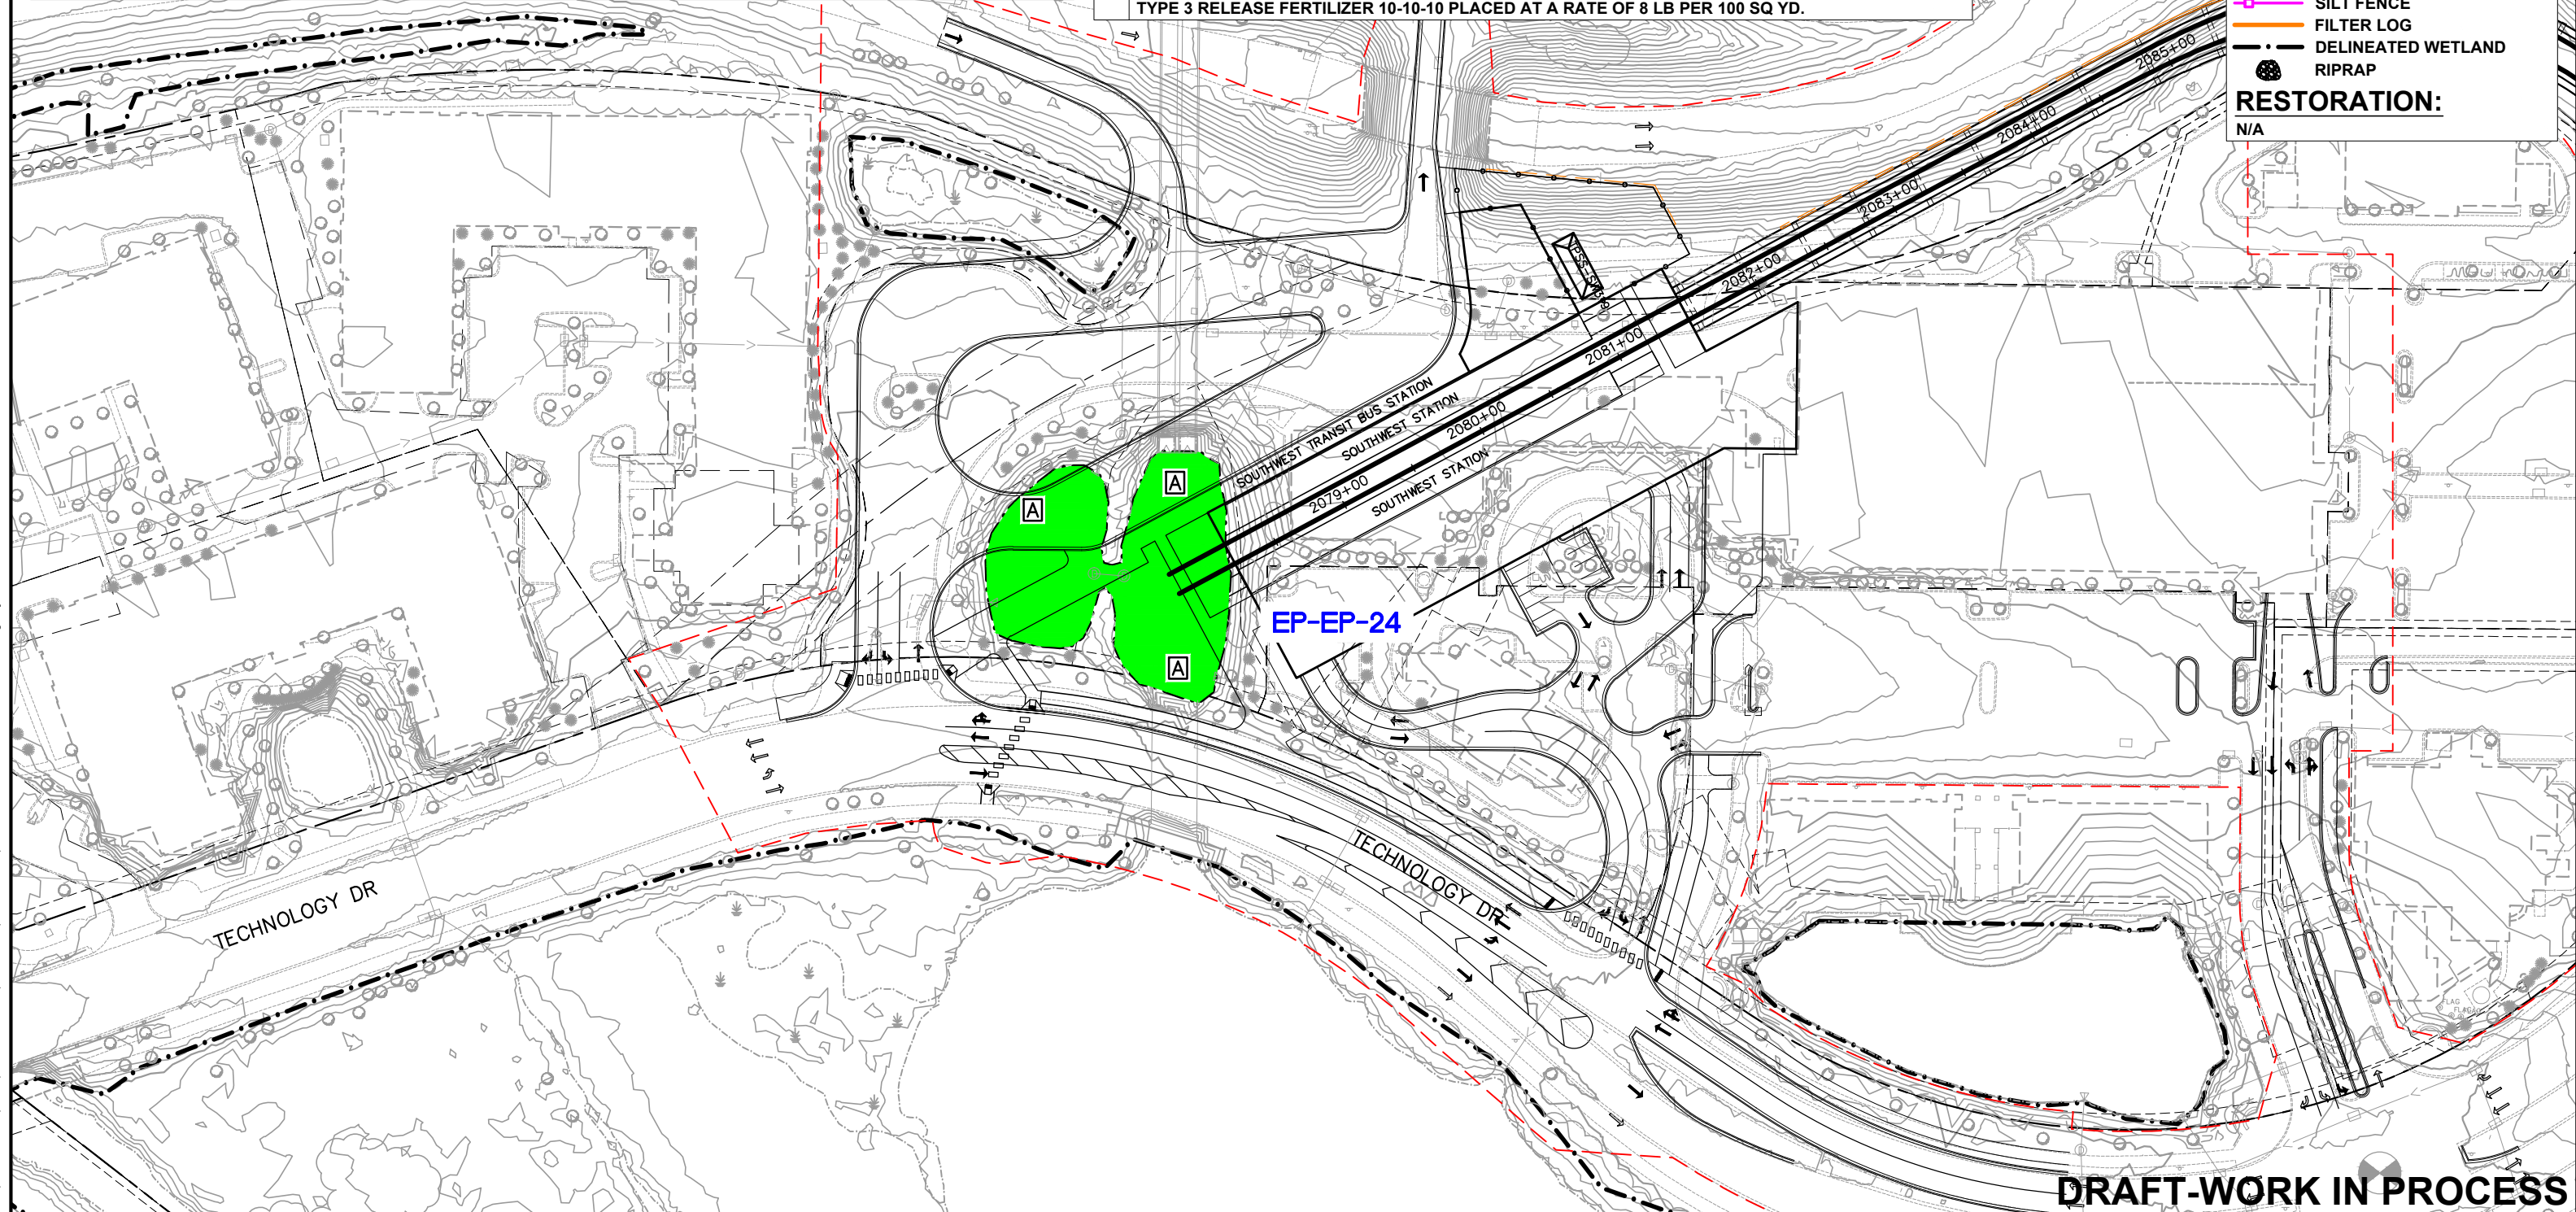 TYPE 3 RELEASE FERTILIZER 10-10-10 PLACED AT A RATE OF 8 LB PER 100 SQ YD.
SILT FENCE
FILTER LOG
DELINEATED WETLAND
RIPRAP
RESTORATION:
N/A
2085+00
2084+00
2083+00
2082+00
2081+00
2080+00
2079+00
SOUTHWEST TRANSIT BUS STATION
SOUTHWEST STATION
SOUTHWEST STATION
A
A
A
EP-EP-24
TECHNOLOGY DR
TECHNOLOGY DR
FLAG
DRAFT-WORK IN PROCESS